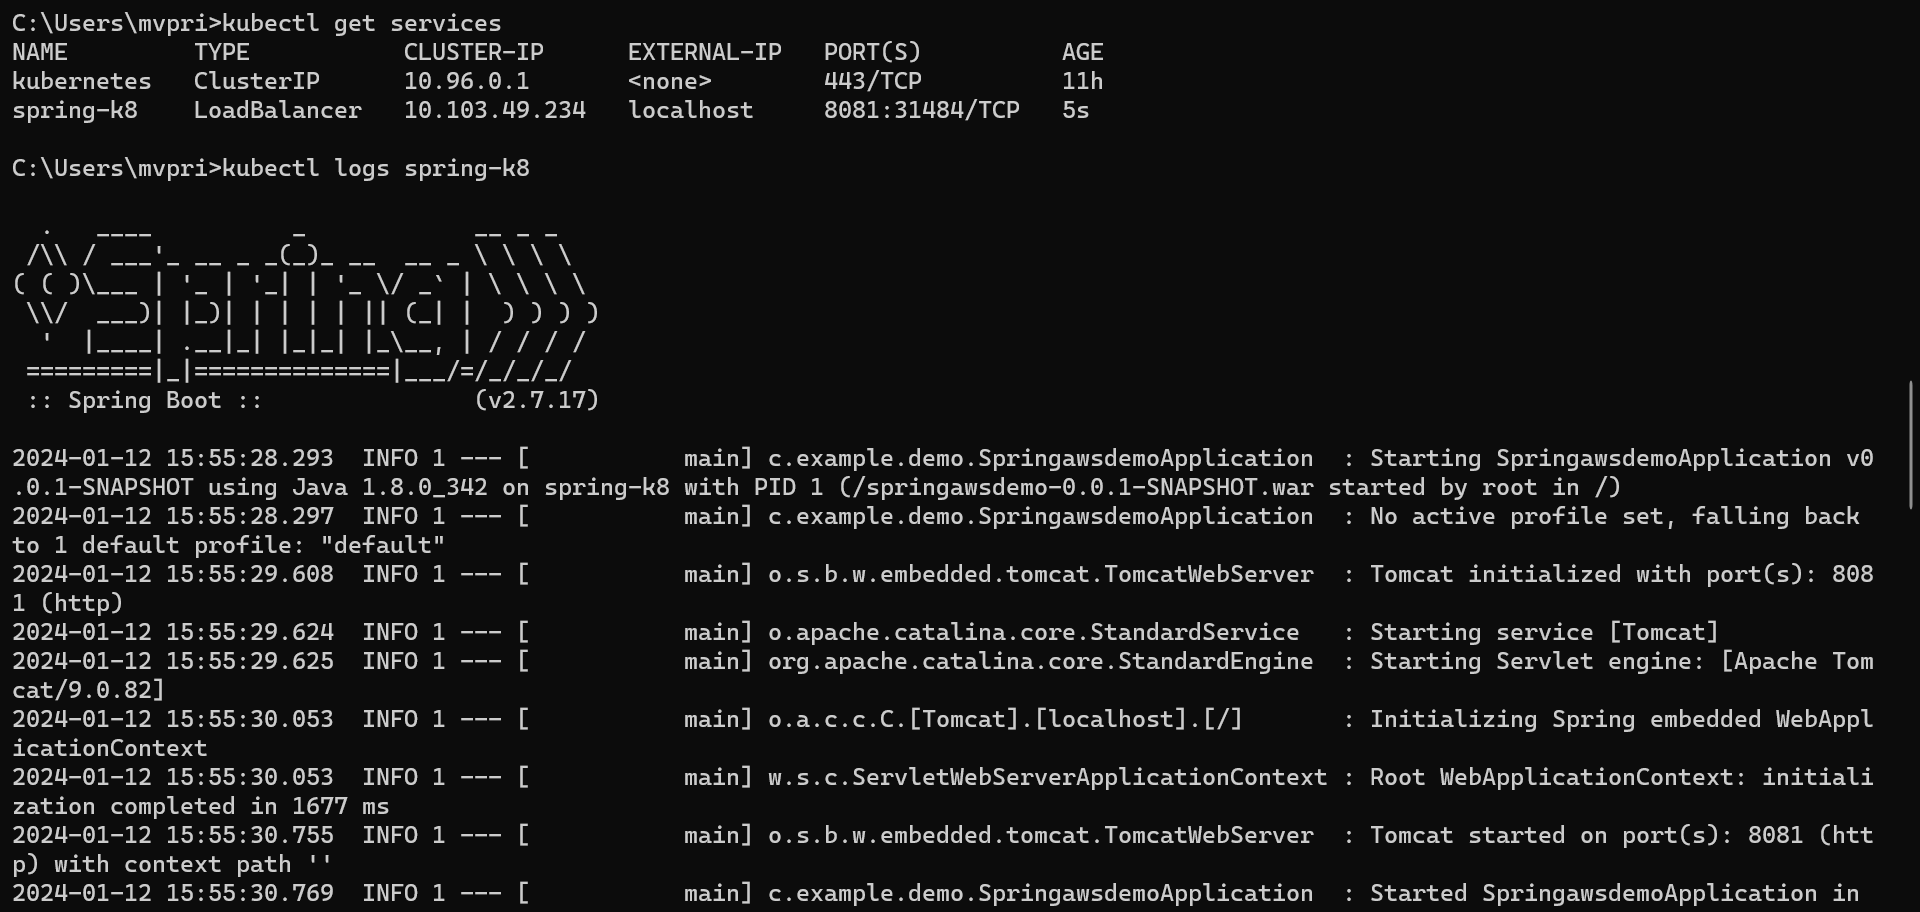 C:\Users\mvpri>kubectl get services
NAME         TYPE           CLUSTER-IP      EXTERNAL-IP   PORT(S)          AGE
kubernetes   ClusterIP      10.96.0.1       <none>        443/TCP          11h
spring-k8    LoadBalancer   10.103.49.234   localhost     8081:31484/TCP   5s
C:\Users\mvpri>kubectl logs spring-k8
  .   ____          _            __ _ _
 /\\ / ___'_ __ _ _(_)_ __  __ _ \ \ \ \
( ( )\___ | '_ | '_| | '_ \/ _` | \ \ \ \
 \\/  ___)| |_)| | | | | || (_| |  ) ) ) )
  '  |____| .__|_| |_|_| |_\__, | / / / /
 =========|_|==============|___/=/_/_/_/
 :: Spring Boot ::               (v2.7.17)
2024-01-12 15:55:28.293  INFO 1 --- [           main] c.example.demo.SpringawsdemoApplication  : Starting SpringawsdemoApplication v0
.0.1-SNAPSHOT using Java 1.8.0_342 on spring-k8 with PID 1 (/springawsdemo-0.0.1-SNAPSHOT.war started by root in /)
2024-01-12 15:55:28.297  INFO 1 --- [           main] c.example.demo.SpringawsdemoApplication  : No active profile set, falling back
to 1 default profile: "default"
2024-01-12 15:55:29.608  INFO 1 --- [           main] o.s.b.w.embedded.tomcat.TomcatWebServer  : Tomcat initialized with port(s): 808
1 (http)
2024-01-12 15:55:29.624  INFO 1 --- [           main] o.apache.catalina.core.StandardService   : Starting service [Tomcat]
2024-01-12 15:55:29.625  INFO 1 --- [           main] org.apache.catalina.core.StandardEngine  : Starting Servlet engine: [Apache Tom
cat/9.0.82]
2024-01-12 15:55:30.053  INFO 1 --- [           main] o.a.c.c.C.[Tomcat].[localhost].[/]       : Initializing Spring embedded WebAppl
icationContext
2024-01-12 15:55:30.053  INFO 1 --- [           main] w.s.c.ServletWebServerApplicationContext : Root WebApplicationContext: initiali
zation completed in 1677 ms
2024-01-12 15:55:30.755  INFO 1 --- [           main] o.s.b.w.embedded.tomcat.TomcatWebServer  : Tomcat started on port(s): 8081 (htt
p) with context path ''
2024-01-12 15:55:30.769  INFO 1 --- [           main] c.example.demo.SpringawsdemoApplication  : Started SpringawsdemoApplication in